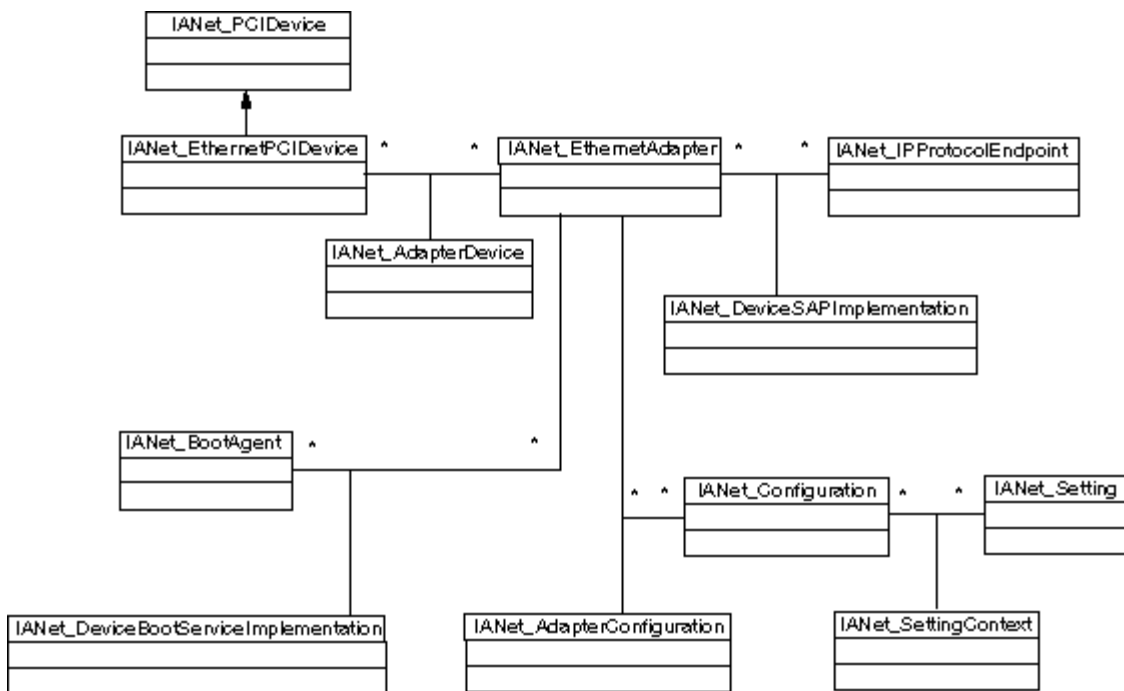 IANet_PCIDevice
IANet_EthernetPCIDevice
*
*
IANet_EthernetAdapter
*
*
IANet_IPProtocolEndpoint
IANet_AdapterDevice
IANet_DeviceSAPImplementation
IANet_BootAgent
*
*
*
*
IANet_Configuration
*
*
IANet_Setting
IANet_DeviceBootServiceImplementation
IANet_AdapterConfiguration
IANet_SettingContext